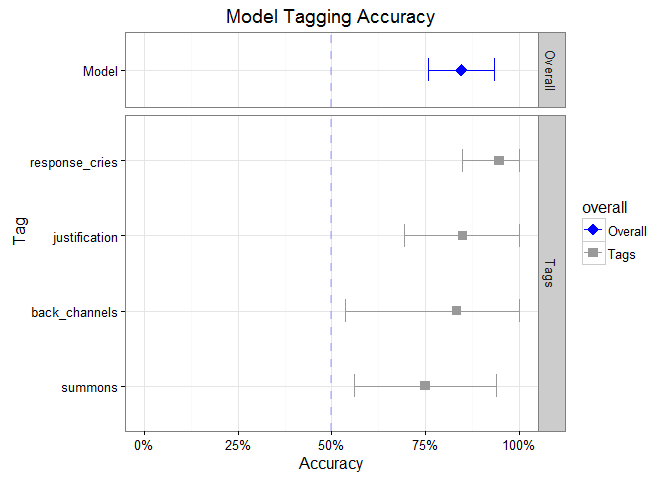 Model Tagging Accuracy
Model
Overall
response_cries
justification
back_channels
summons
Tag
Tags
0% 25% 50% 75% 100%
Accuracy
overall
Overall
Tags